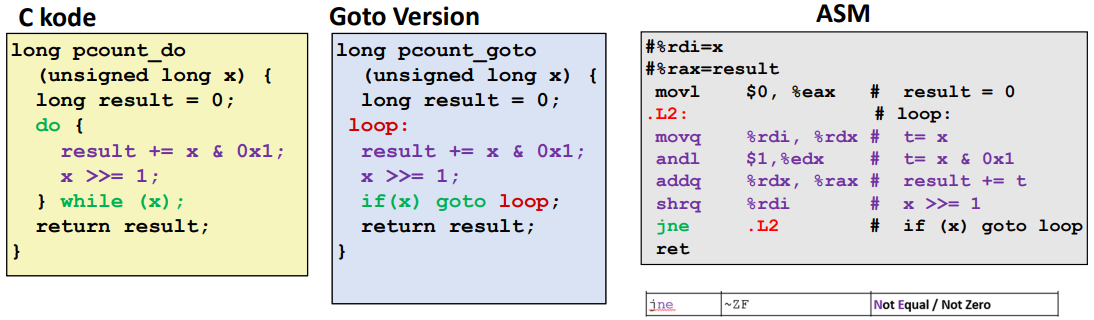 C kode
long pcount_do
(unsigned long x) {
long result = 0;
do {
result += x & 0x1;
x >>= 1;
} while (x);
return result;
}
Goto Version
long pcount_goto
(unsigned long x) {
long result = 0;
loop:
result += x & 0x1;
x >>= 1;
if(x) goto loop;
return result;
}
ASM
#%rdi=x
#%rax=result
movl $0, %eax # result = 0
.L2: # loop:
movq %rdi, %rdx # t= x
andl $1,%edx # t= x & 0x1
addq %rdx, %rax # result += t
shrq %rdi # x >>= 1
jne .L2 # if (x) goto loop
ret
jne ~ZF Not Equal / Not Zero